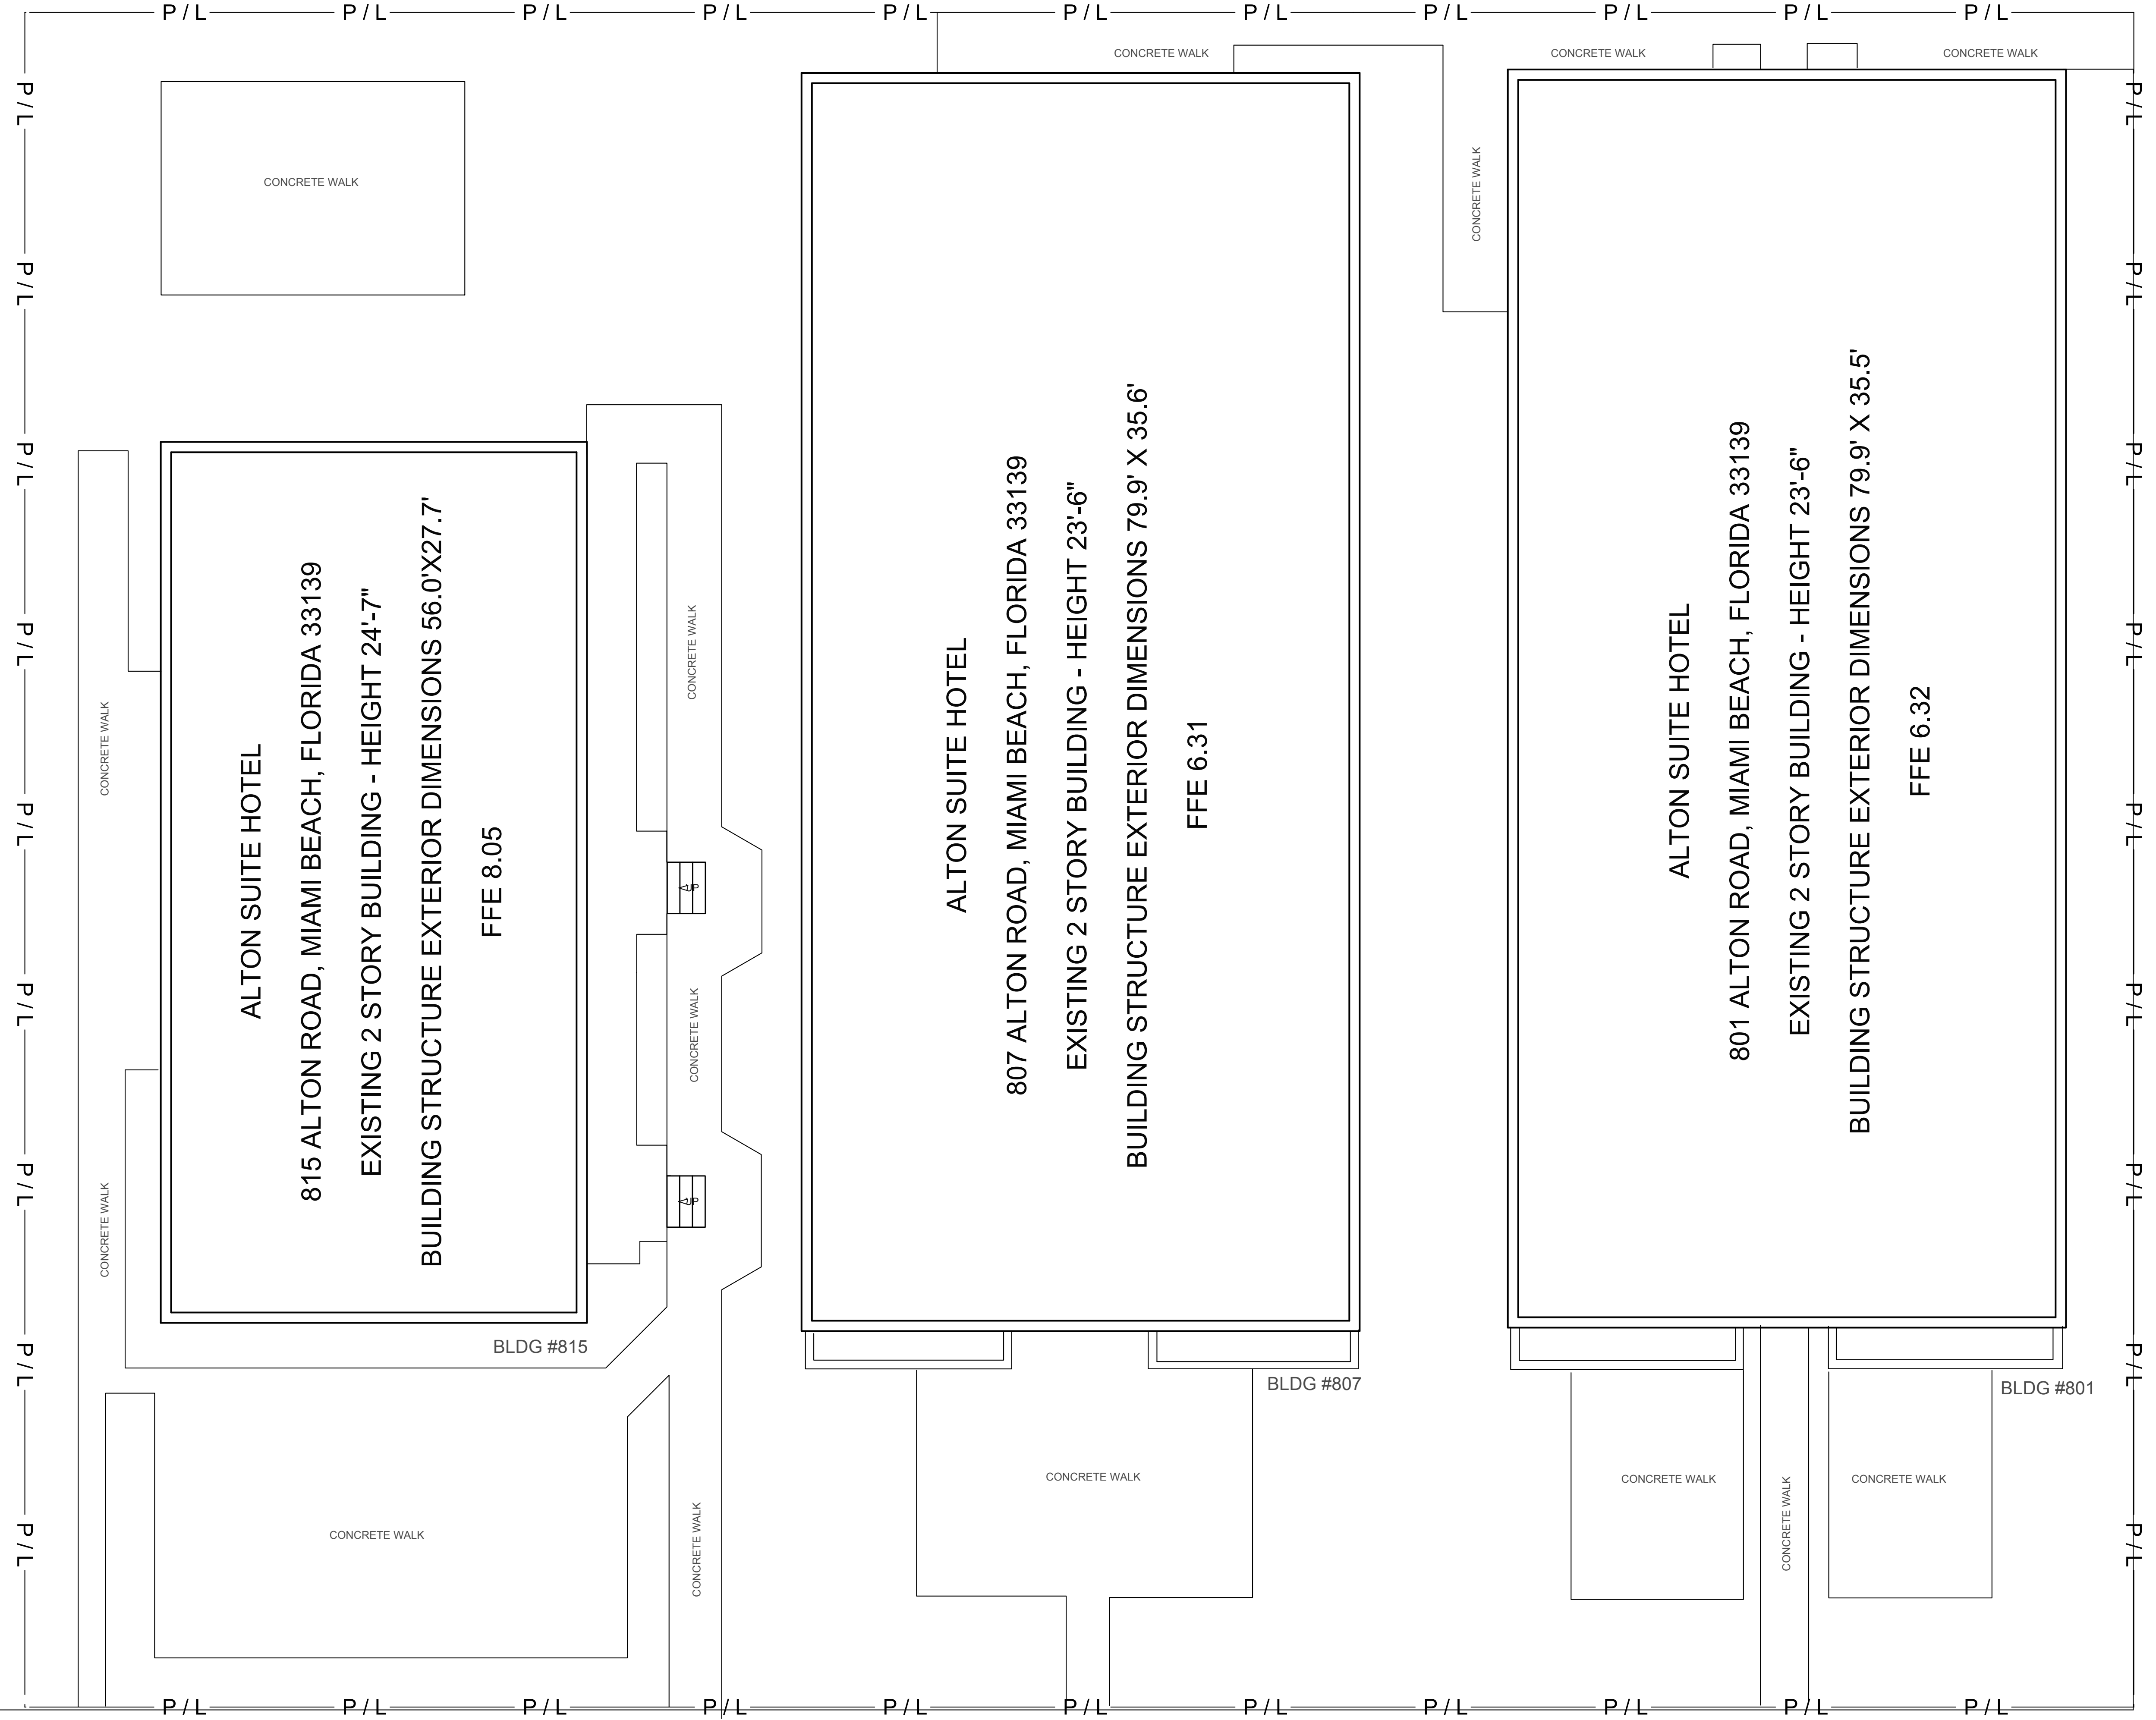 P / L P / L P / L P / L P / L P / L P / L P / L P / L P / L P / L
CONCRETE WALK
CONCRETE WALK
CONCRETE WALK
P / L
P / L
P / L
P / L
P / L
P / L
P / L
P / L
P / L
CONCRETE WALK
CONCRETE WALK
CONCRETE WALK
ALTON SUITE HOTEL
815 ALTON ROAD, MIAMI BEACH, FLORIDA 33139
EXISTING 2 STORY BUILDING - HEIGHT 24'-7"
BUILDING STRUCTURE EXTERIOR DIMENSIONS 56.0'X27.7'
FFE 8.05
BLDG #815
CONCRETE WALK
UP
CONCRETE WALK
UP
CONCRETE WALK
CONCRETE WALK
ALTON SUITE HOTEL
807 ALTON ROAD, MIAMI BEACH, FLORIDA 33139
EXISTING 2 STORY BUILDING - HEIGHT 23'-6"
BUILDING STRUCTURE EXTERIOR DIMENSIONS 79.9' X 35.6'
FFE 6.31
BLDG #807
CONCRETE WALK
CONCRETE WALK
ALTON SUITE HOTEL
801 ALTON ROAD, MIAMI BEACH, FLORIDA 33139
EXISTING 2 STORY BUILDING - HEIGHT 23'-6"
BUILDING STRUCTURE EXTERIOR DIMENSIONS 79.9' X 35.5'
FFE 6.32
BLDG #801
CONCRETE WALK
CONCRETE WALK
CONCRETE WALK
P / L
P / L
P / L
P / L
P / L
P / L
P / L
P / L
P / L
P / L P / L P / L P / L P / L P / L P / L P / L P / L P / L P / L